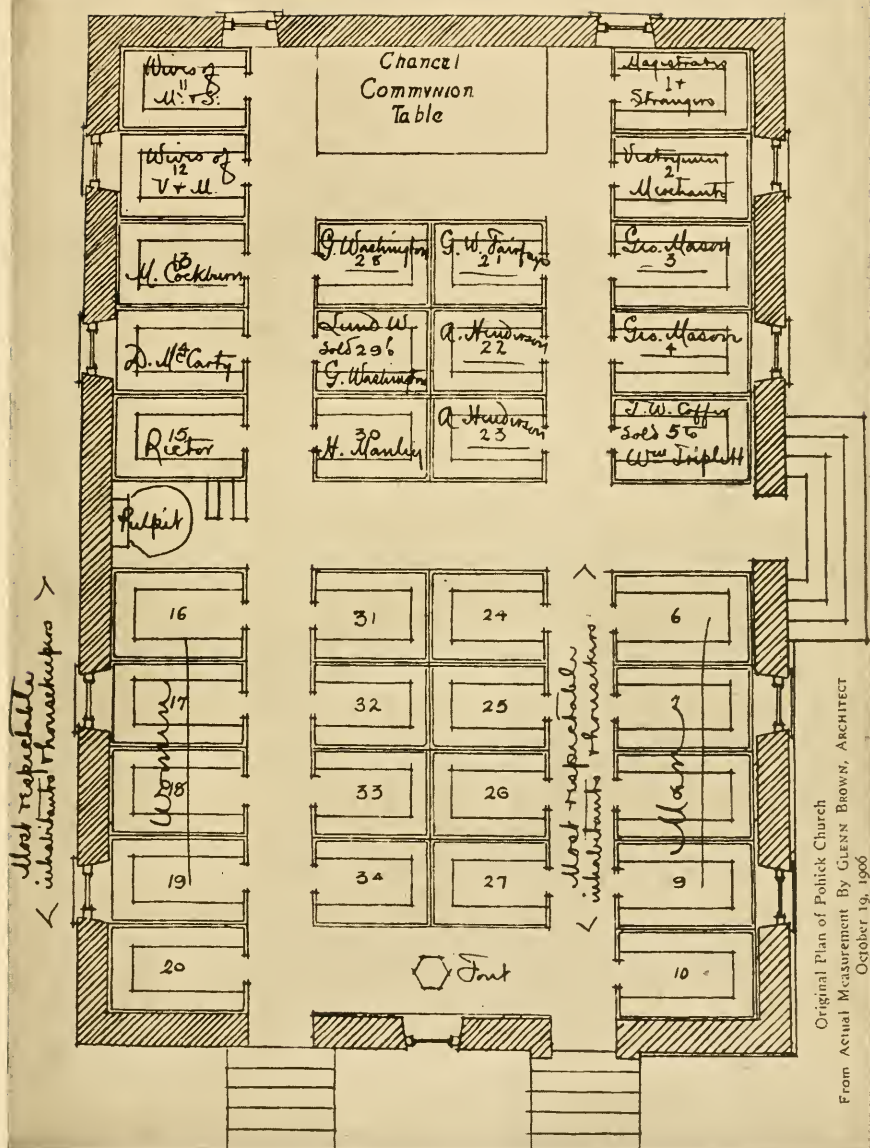 Chancel
Communion
Table
Wives of
11
M. & S.
Magistrates
1 +
Strangers
Wives of
12
V + M.
Vestrymen
2
Merchants
13
M. Cockburn
G. Washington
28
G. W. Fairfax
21
Geo. Mason
3
D. McCarty
Lund W.
Sold 29 to
G. Washington
A. Henderson
22
Geo. Mason
4
15
Rector
30
H. Manley
A. Henderson
23
T. W. Coffer
Sold 5 to
Wm Triplett
Pulpit
16
31
24
6
17
32
25
7
18
33
26
19
34
27
9
20
Font
10
Women
Man
Most respectable
inhabitants & housekeepers
Most respectable
inhabitants & housekeepers
Original Plan of Pohick Church
From Actual Measurement By GLENN BROWN, ARCHITECT
October 19, 1906